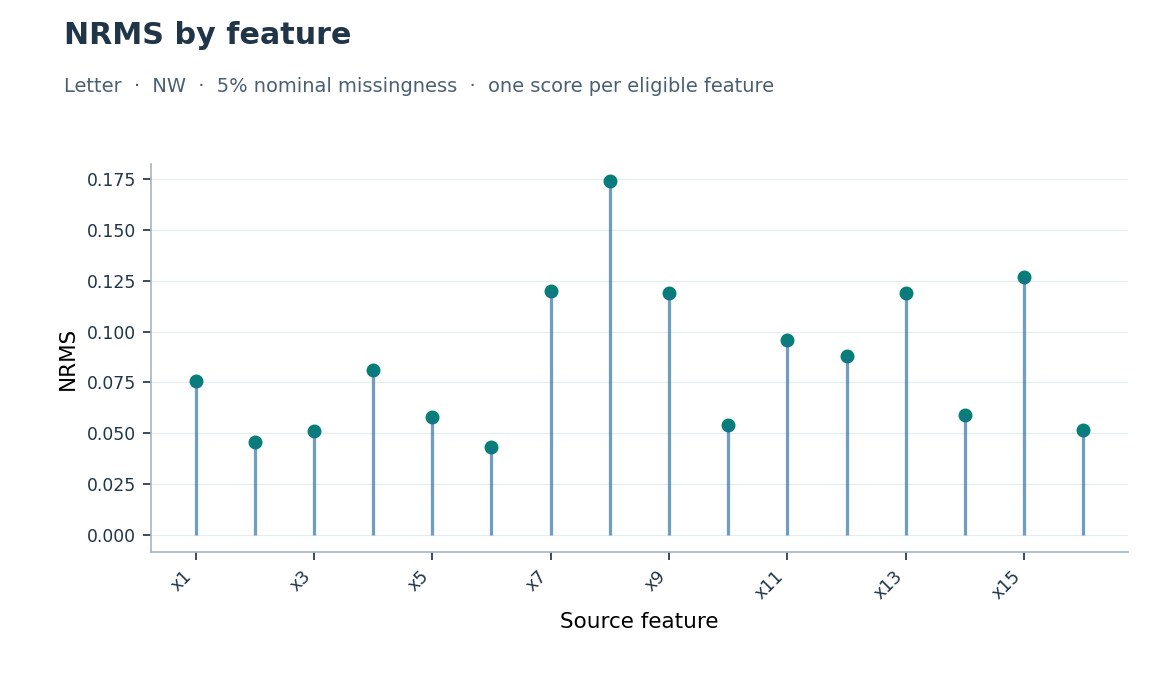 NRMS by feature
Letter · NW · 5% nominal missingness · one score per eligible feature
0.175
0.150
0.125
0.100
0.075
0.050
0.025
0.000
NRMS
x1
x3
x5
x7
x9
x11
x13
x15
Source feature